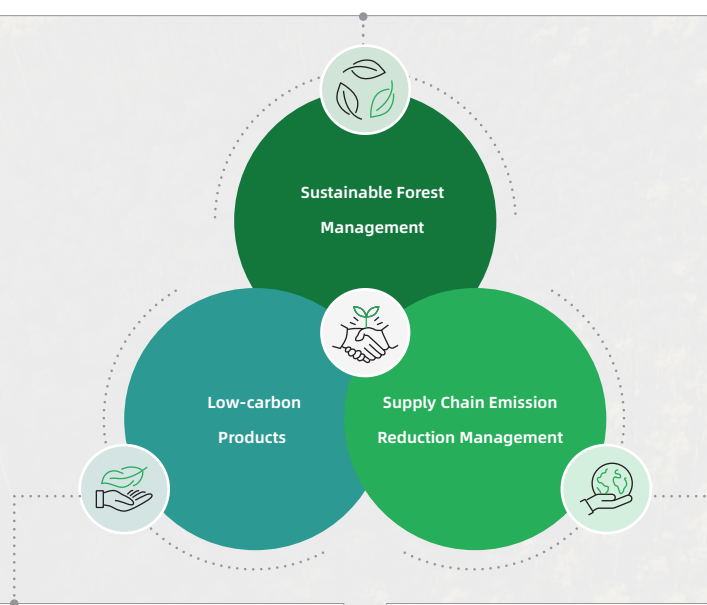 Sustainable Forest
Management
Low-carbon
Products
Supply Chain Emission
Reduction Management